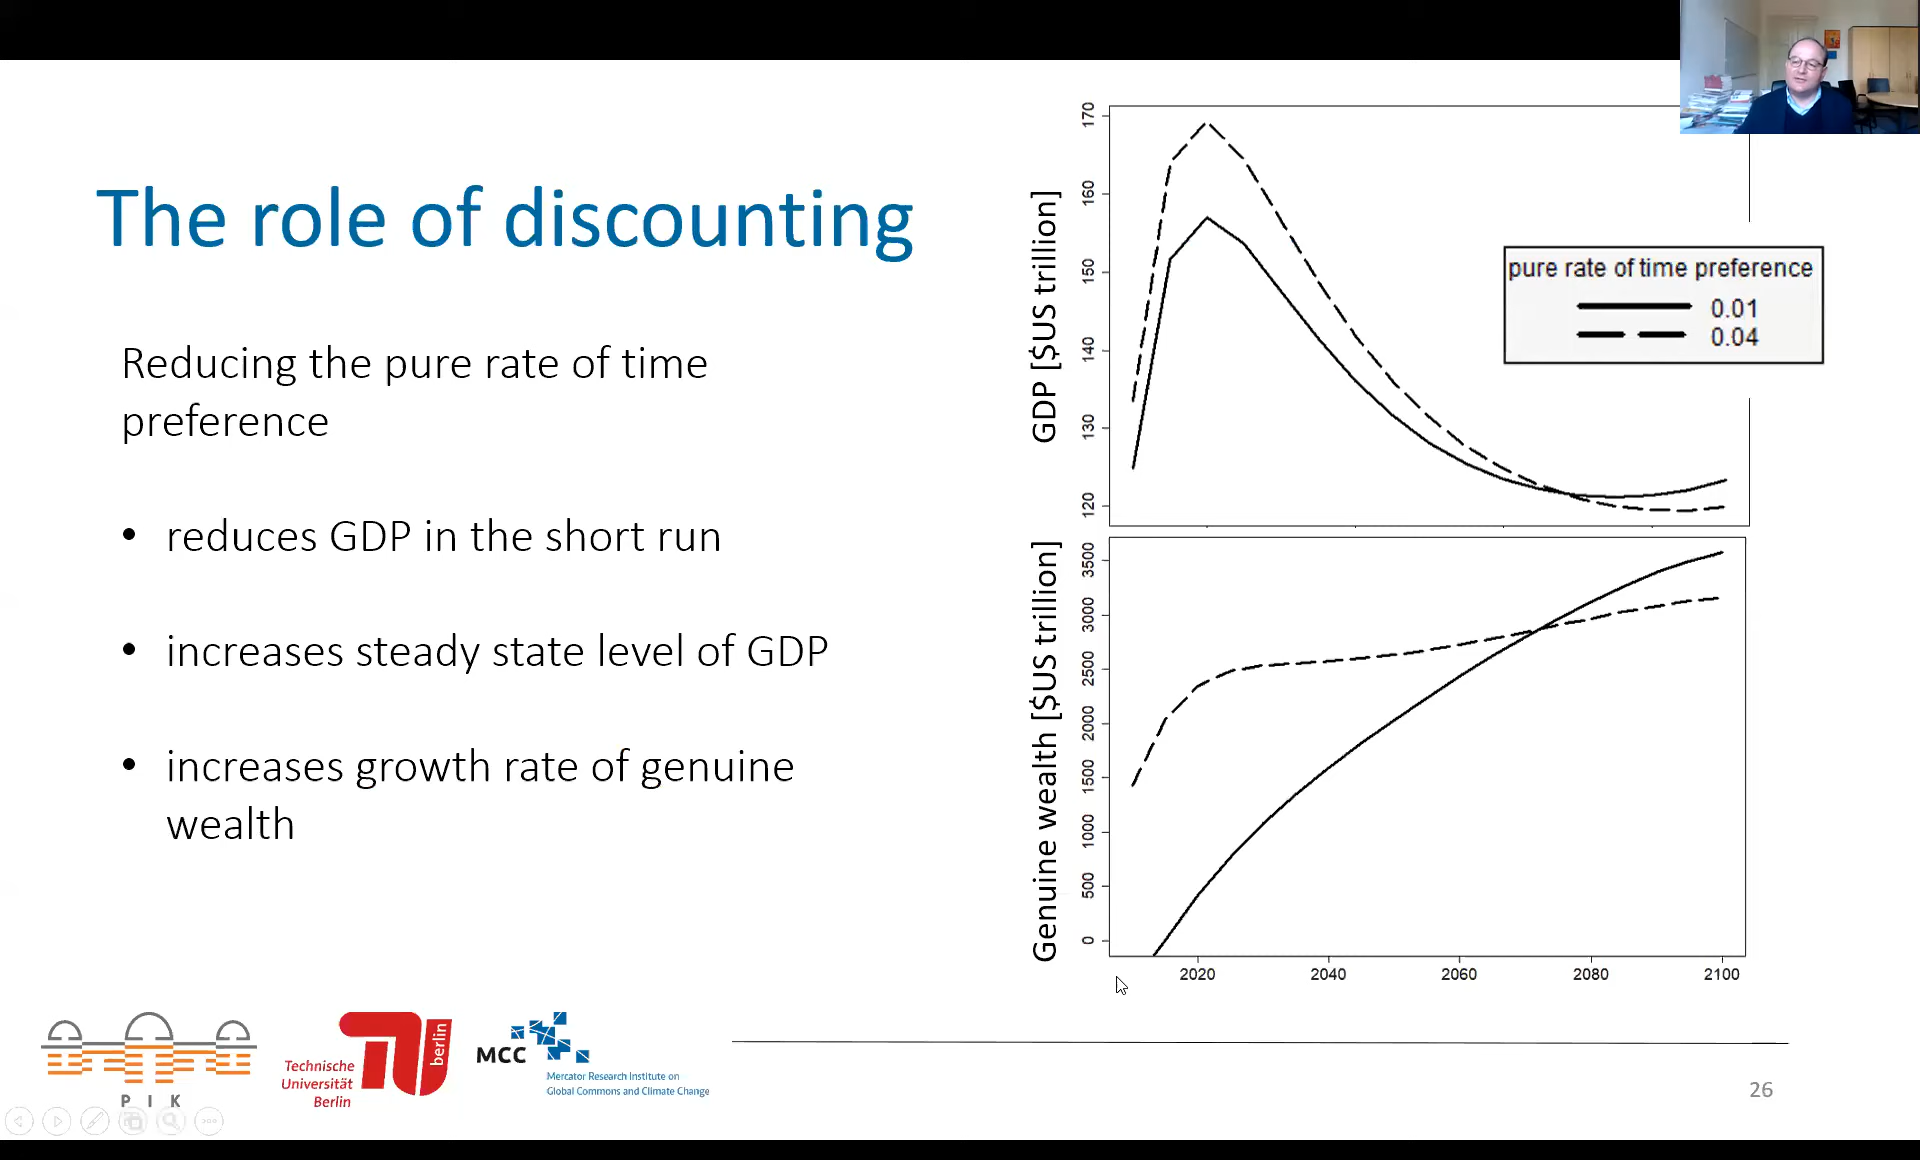 The role of discounting
Reducing the pure rate of time
preference
• reduces GDP in the short run
• increases steady state level of GDP
• increases growth rate of genuine
wealth
GDP [$US trillion]
170
160
150
140
130
120
pure rate of time preference
0.01
0.04
Genuine wealth [$US trillion]
3500
3000
2500
2000
1500
1000
500
0
2020 2040 2060 2080 2100
P I K
Technische
Universität
Berlin
berlin
MCC
Mercator Research Institute on
Global Commons and Climate Change
26